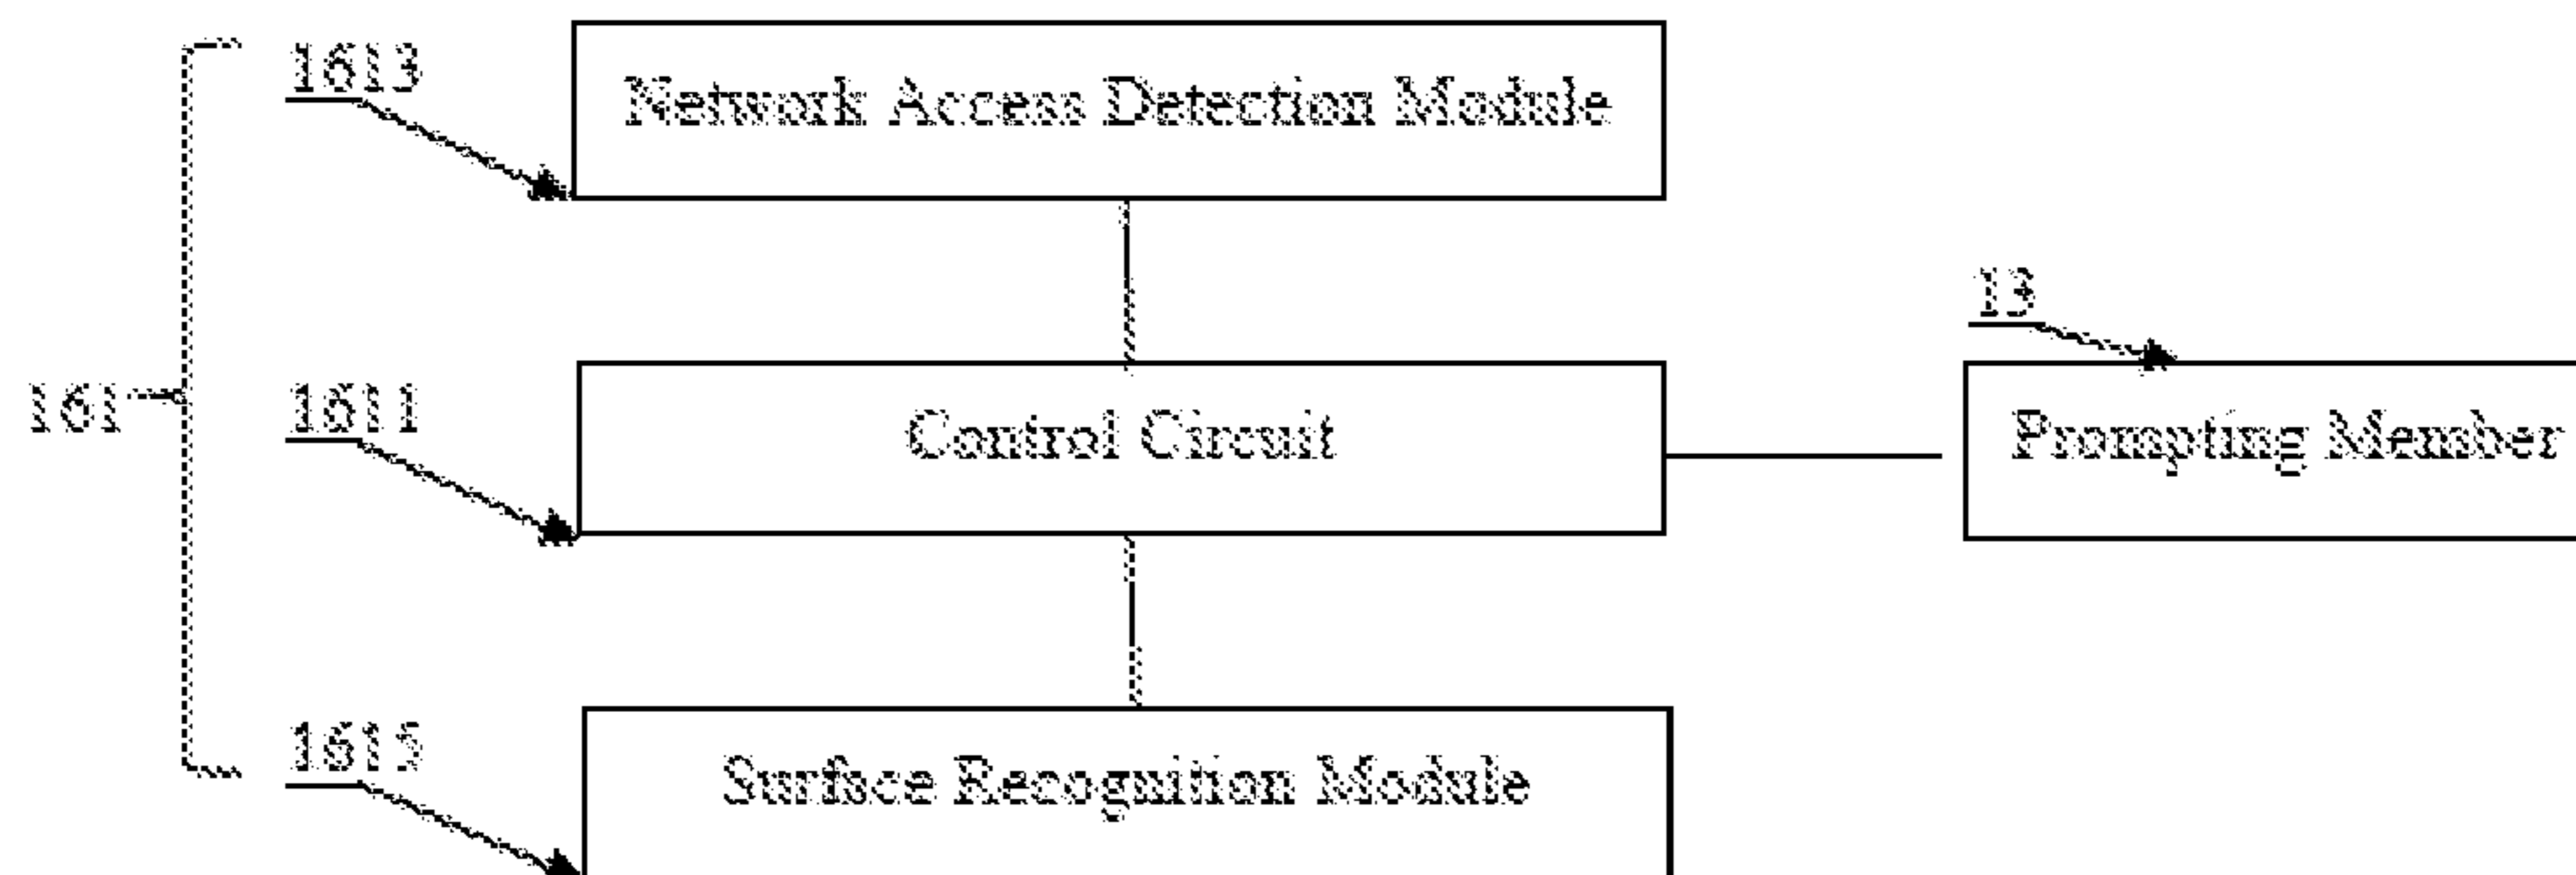 1613
Network Access Detection Module
13
161
1611
Control Circuit
Prompting Member
1615
Surface Recognition Module